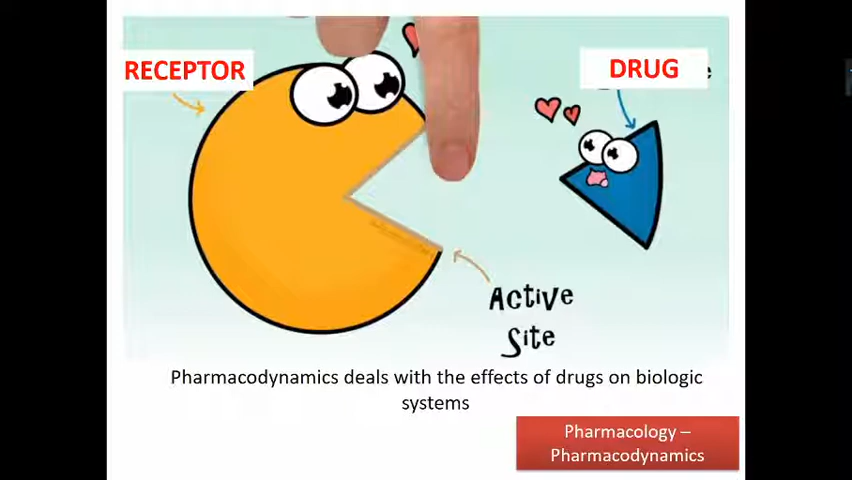 RECEPTOR
DRUG
Active
Site
Pharmacodynamics deals with the effects of drugs on biologic
systems
Pharmacology –
Pharmacodynamics